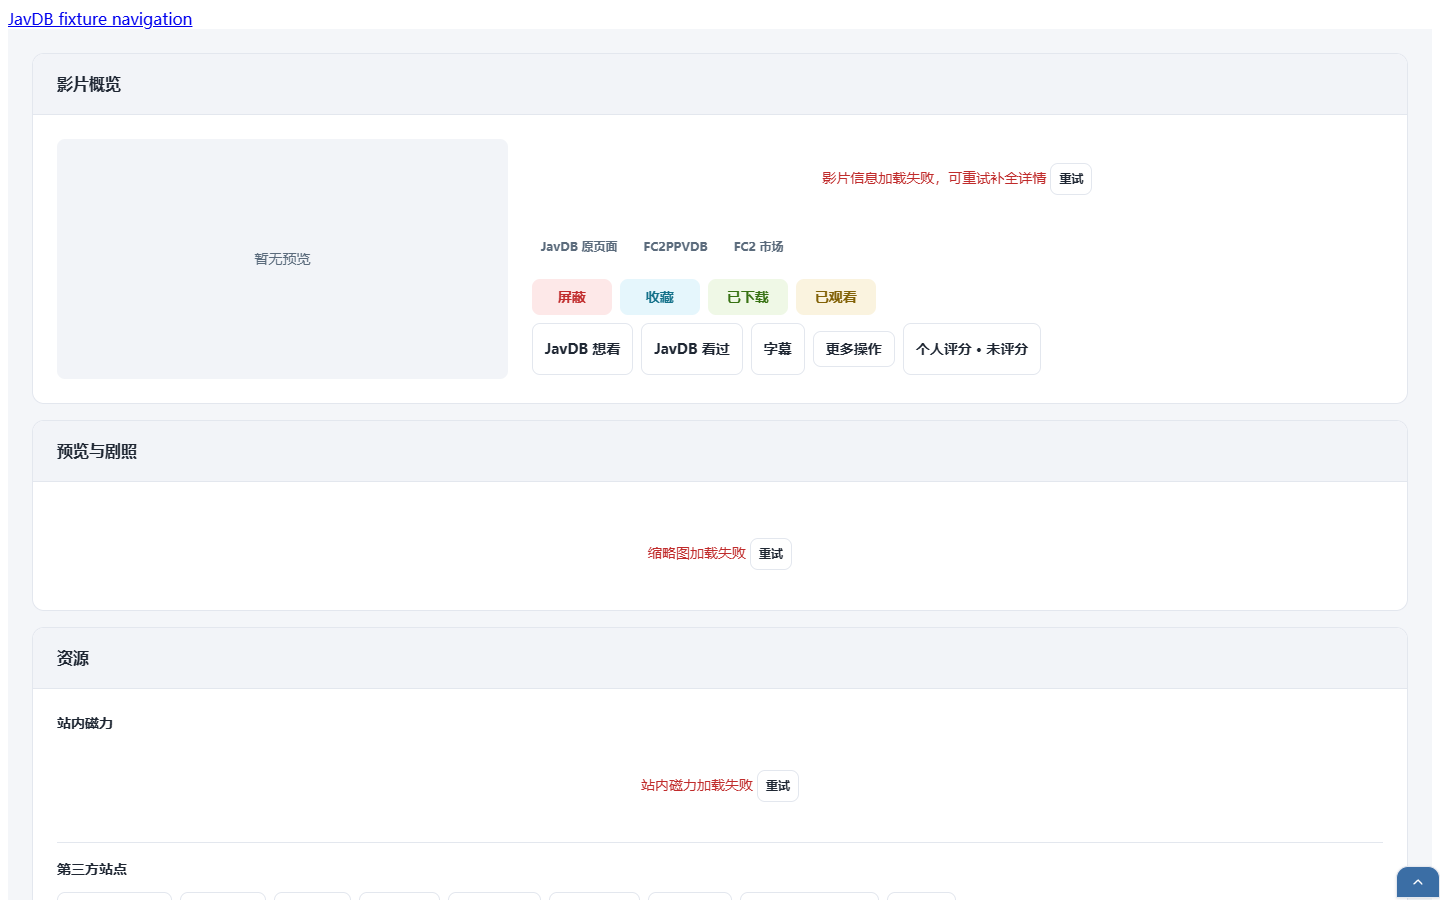 JavDB fixture navigation
影片概览
暂无预览
影片信息加载失败，可重试补全详情 重试
JavDB 原页面 FC2PPVDB FC2 市场
屏蔽 收藏 已下载 已观看
JavDB 想看 JavDB 看过 字幕 更多操作 个人评分 • 未评分
预览与剧照
缩略图加载失败 重试
资源
站内磁力
站内磁力加载失败 重试
第三方站点